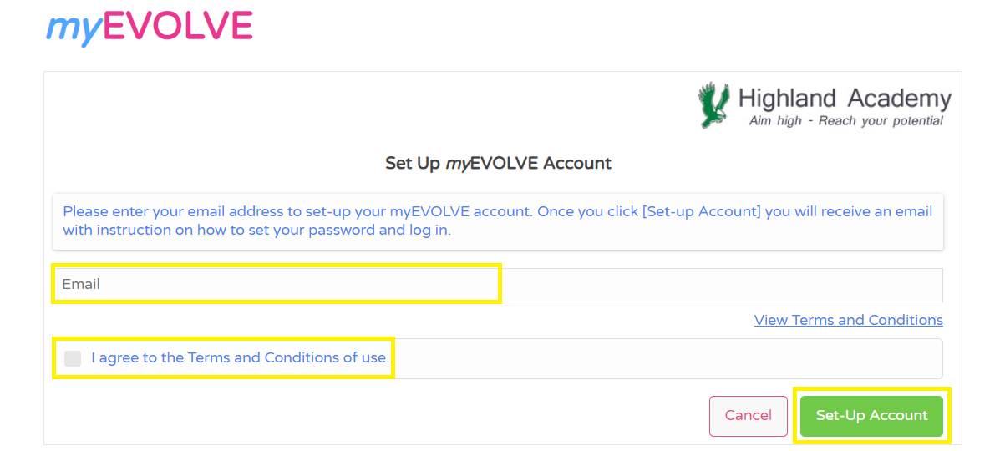 myEVOLVE
Highland Academy
Aim high - Reach your potential
Set Up myEVOLVE Account
Please enter your email address to set-up your myEVOLVE account. Once you click [Set-up Account] you will receive an email
with instruction on how to set your password and log in.
Email
View Terms and Conditions
I agree to the Terms and Conditions of use.
Cancel
Set-Up Account